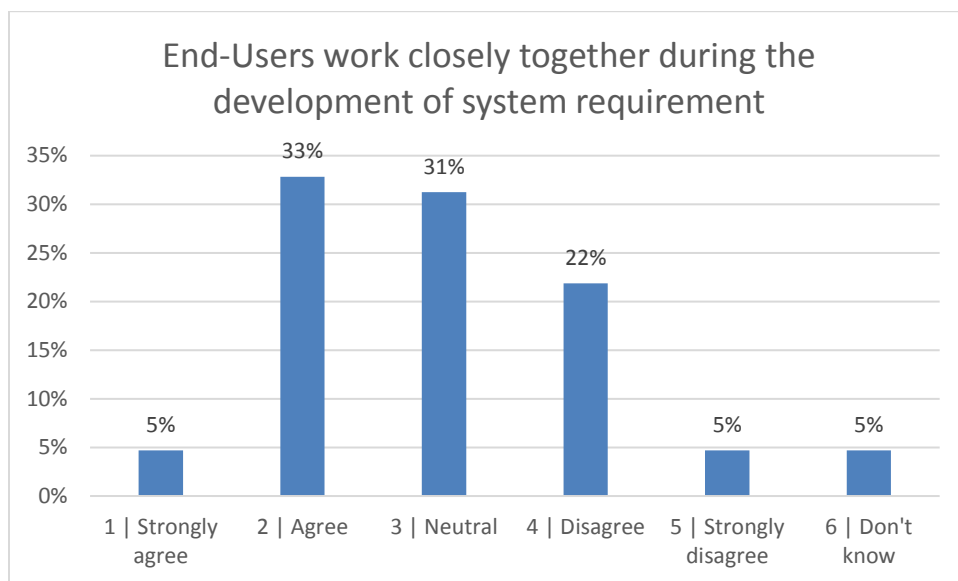 End-Users work closely together during the
development of system requirement
35%
30%
25%
20%
15%
10%
5%
0%
5%
33%
31%
22%
5%
5%
1 | Strongly
agree
2 | Agree
3 | Neutral
4 | Disagree
5 | Strongly
disagree
6 | Don't
know